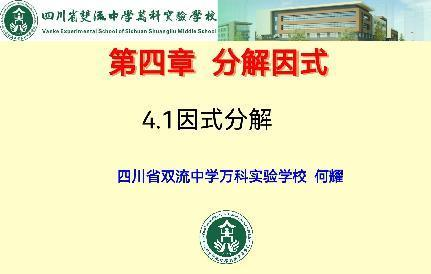 四川省双流中学万科实验学校
Vanke Experimental School of Sichuan Shuangliu Middle School
第四章 分解因式
4.1因式分解
四川省双流中学万科实验学校 何耀